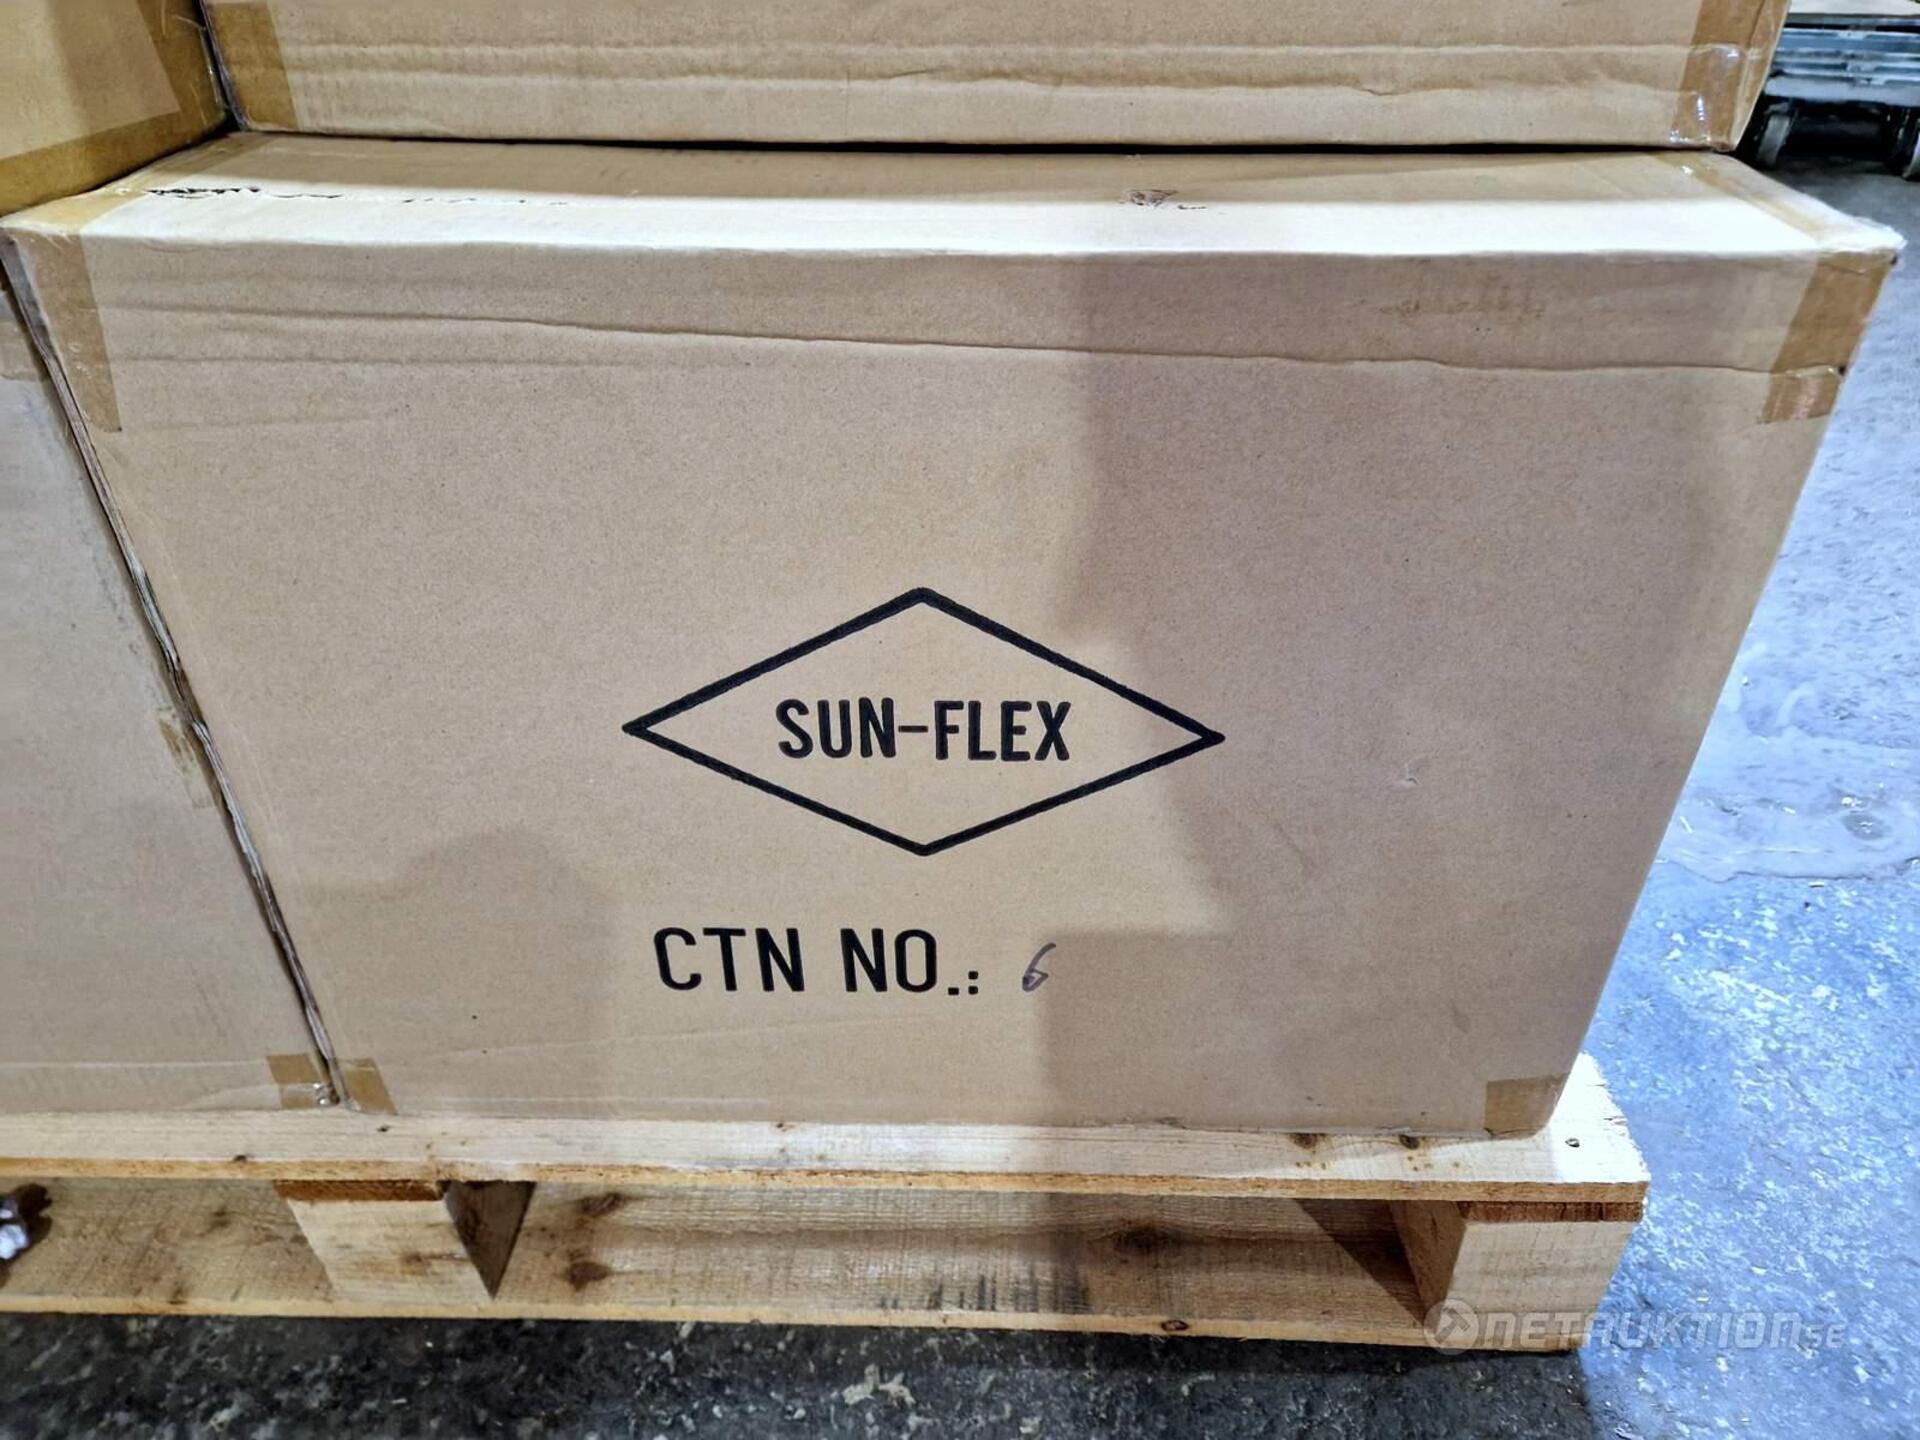 SUN-FLEX
CTN NO.: 6
NETAUKTION.SE